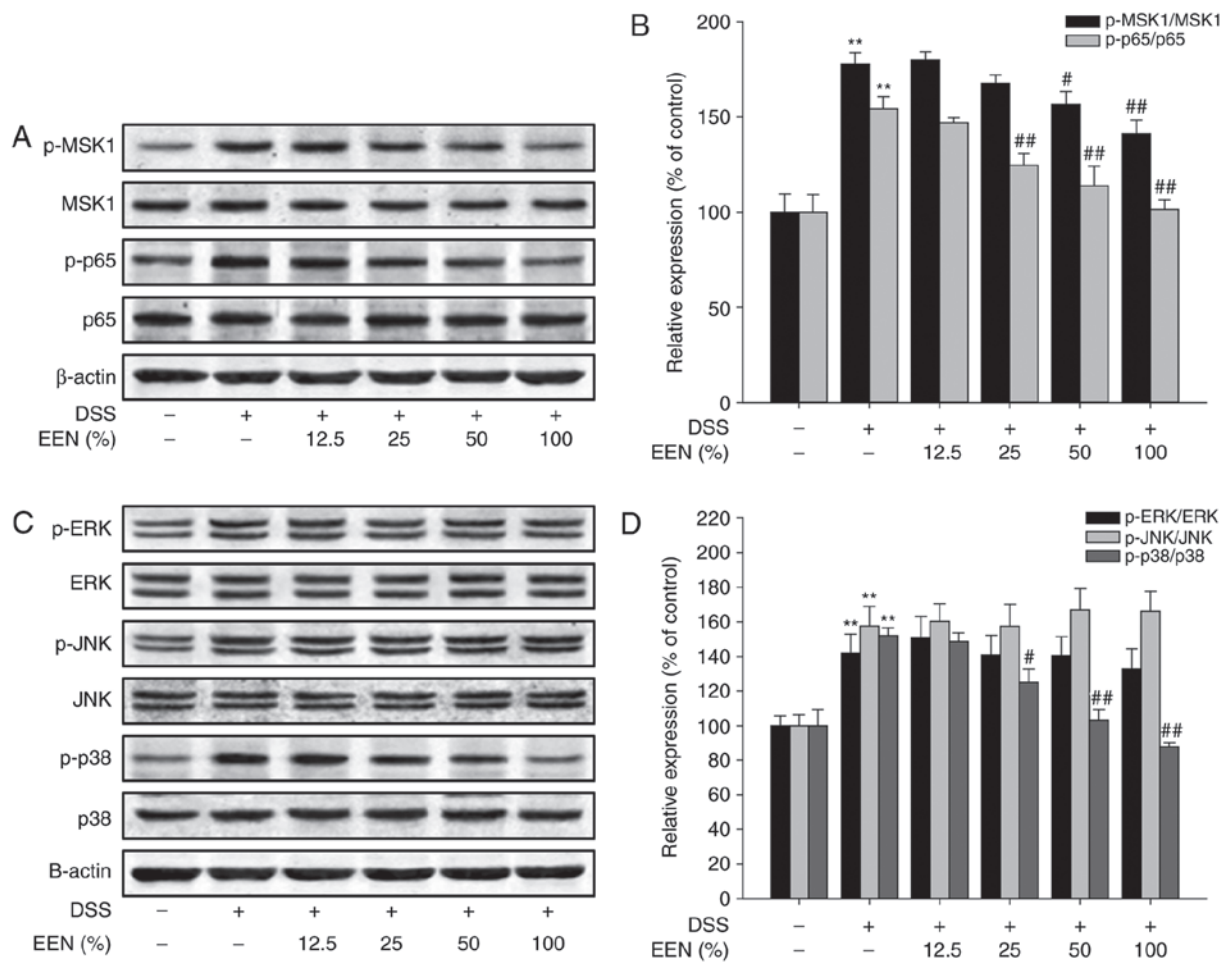 A
p-MSK1
MSK1
p-p65
p65
β-actin
DSS – + + + + +
EEN (%) – – 12.5 25 50 100
B
p-MSK1/MSK1
p-p65/p65
Relative expression (% of control)
200
150
100
50
0
** ** ## # ## ## ##
DSS – + + + + +
EEN (%) – – 12.5 25 50 100
C
p-ERK
ERK
p-JNK
JNK
p-p38
p38
B-actin
DSS – + + + + +
EEN (%) – – 12.5 25 50 100
D
p-ERK/ERK
p-JNK/JNK
p-p38/p38
Relative expression (% of control)
220
200
180
160
140
120
100
80
60
40
20
0
** ** ** # ## ##
DSS – + + + + +
EEN (%) – – 12.5 25 50 100